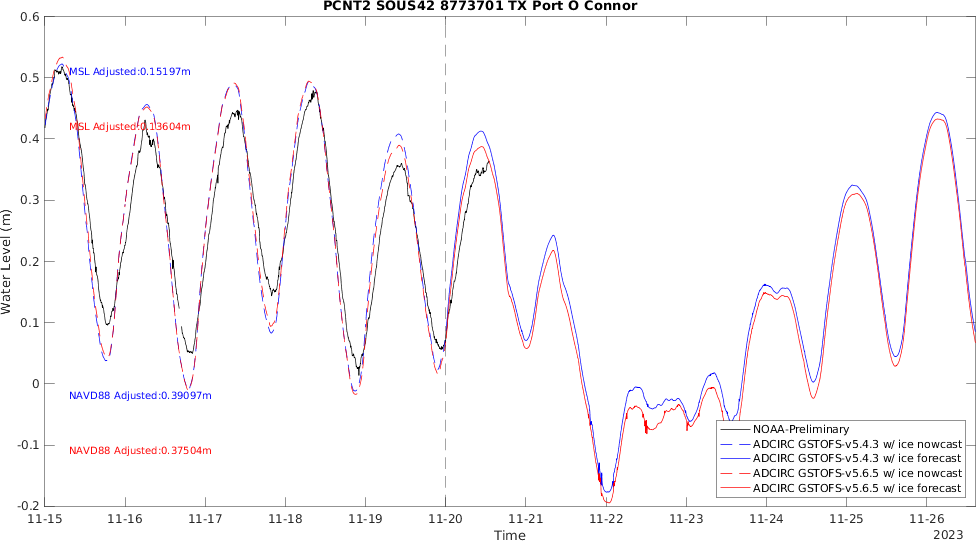 PCNT2 SOUS42 8773701 TX Port O Connor
0.6
0.5
0.4
0.3
0.2
0.1
0
-0.1
-0.2
Water Level (m)
MSL Adjusted:0.15197m
MSL Adjusted:0.13604m
NAVD88 Adjusted:0.39097m
NAVD88 Adjusted:0.37504m
NOAA-Preliminary
ADCIRC GSTOFS-v5.4.3 w/ ice nowcast
ADCIRC GSTOFS-v5.4.3 w/ ice forecast
ADCIRC GSTOFS-v5.6.5 w/ ice nowcast
ADCIRC GSTOFS-v5.6.5 w/ ice forecast
11-15 11-16 11-17 11-18 11-19 11-20 11-21 11-22 11-23 11-24 11-25 11-26
Time
2023